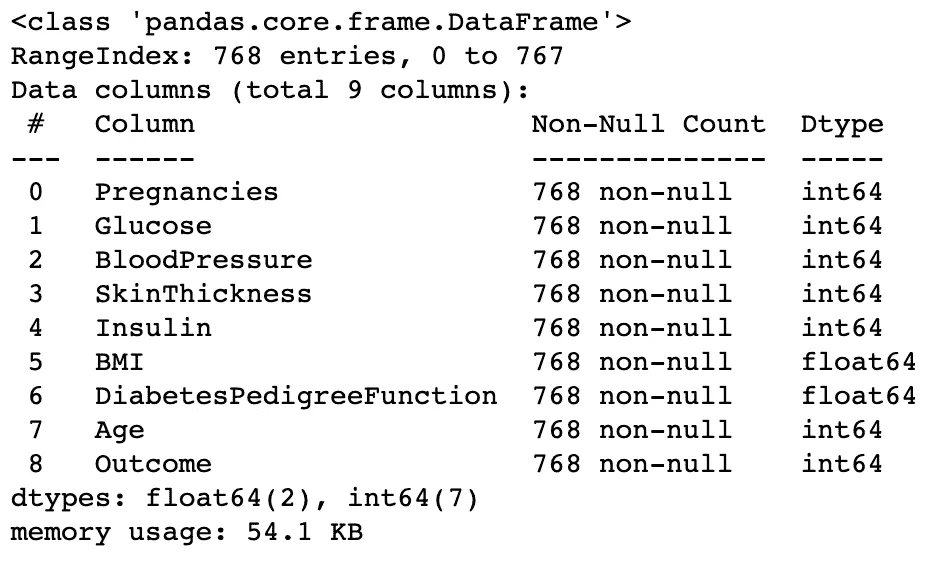 <class 'pandas.core.frame.DataFrame'>
RangeIndex: 768 entries, 0 to 767
Data columns (total 9 columns):
 #   Column                    Non-Null Count  Dtype
---  ------                    --------------  -----
 0   Pregnancies               768 non-null    int64
 1   Glucose                   768 non-null    int64
 2   BloodPressure             768 non-null    int64
 3   SkinThickness             768 non-null    int64
 4   Insulin                   768 non-null    int64
 5   BMI                       768 non-null    float64
 6   DiabetesPedigreeFunction  768 non-null    float64
 7   Age                       768 non-null    int64
 8   Outcome                   768 non-null    int64
dtypes: float64(2), int64(7)
memory usage: 54.1 KB